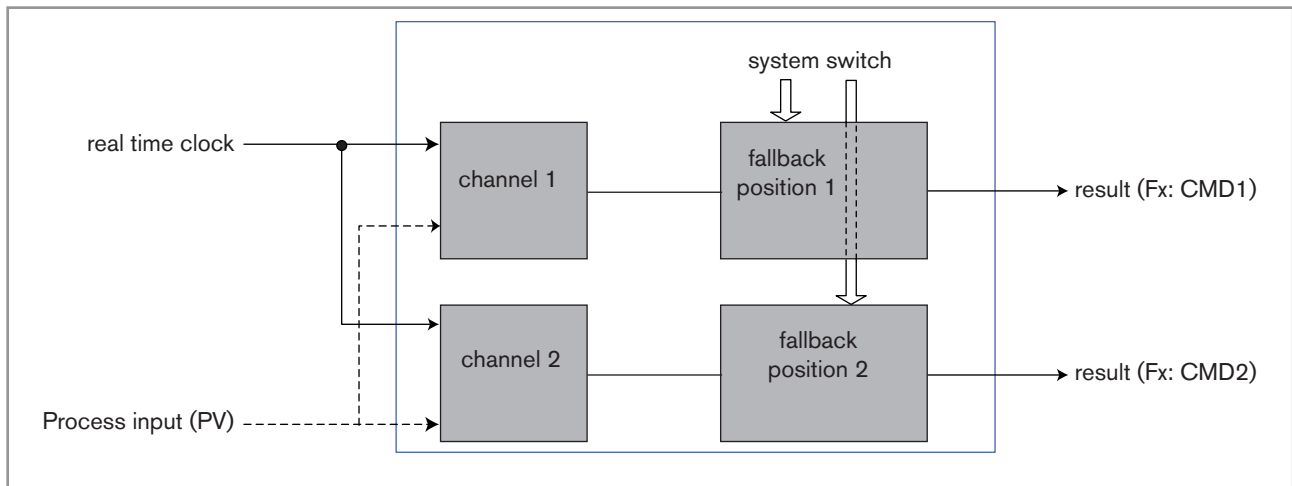 system switch
real time clock
channel 1
fallback
position 1
result (Fx: CMD1)
channel 2
fallback
position 2
result (Fx: CMD2)
Process input (PV)